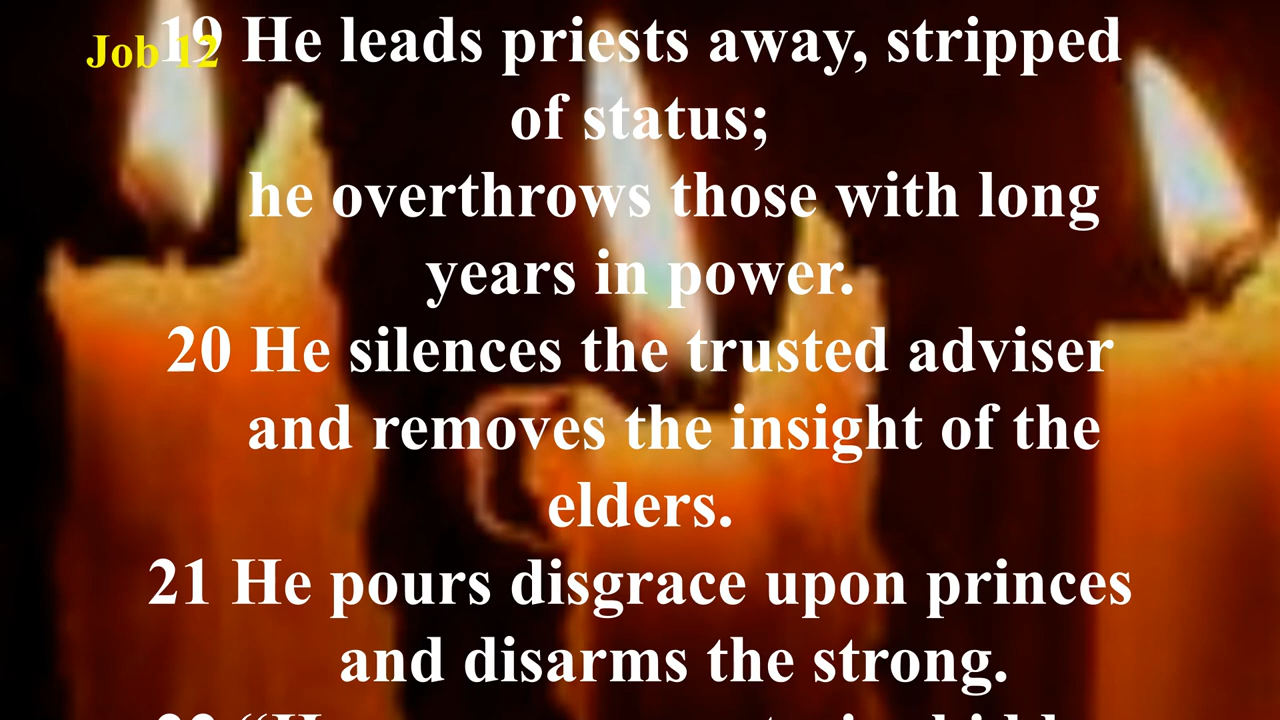 Job 12
19 He leads priests away, stripped
of status;
he overthrows those with long
years in power.
20 He silences the trusted adviser
and removes the insight of the
elders.
21 He pours disgrace upon princes
and disarms the strong.